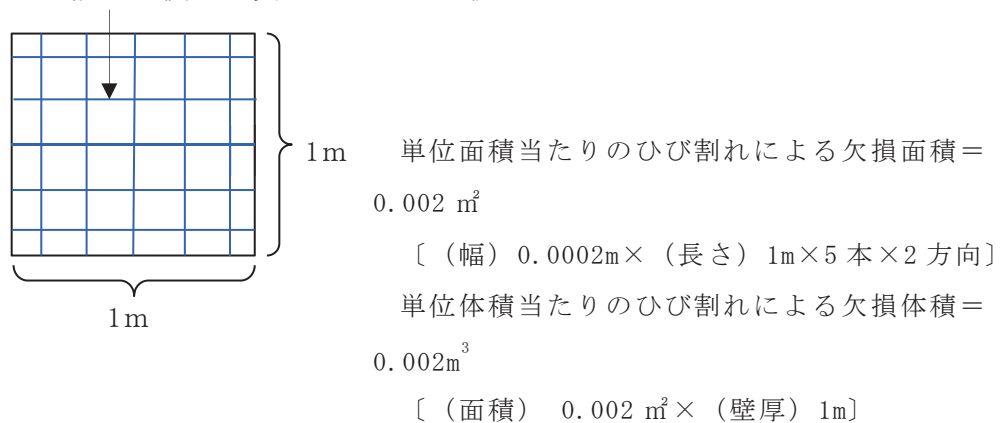 1m
1m
単位面積当たりのひび割れによる欠損面積＝
0.002 ㎡
〔（幅）0.0002m×（長さ）1m×5 本×2 方向〕
単位体積当たりのひび割れによる欠損体積＝
0.002m³
〔（面積） 0.002 ㎡×（壁厚）1m〕